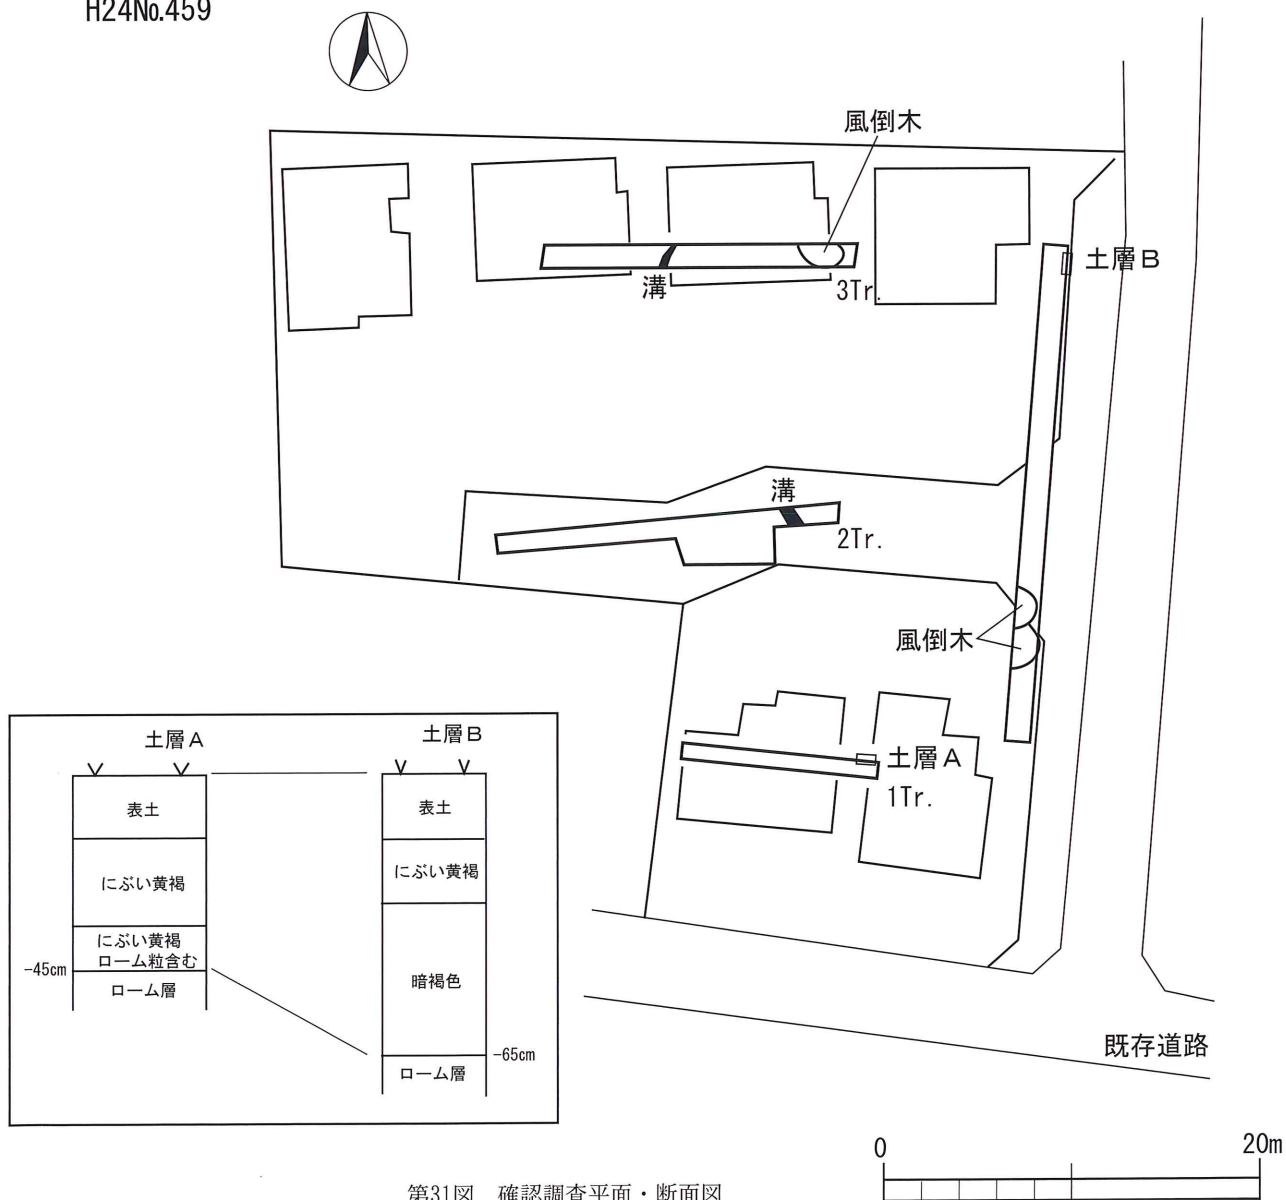 H24No.459
風倒木
土層B
溝
3Tr.
溝
2Tr.
風倒木
土層A
1Tr.
土層A
土層B
表土
表土
にぶい黄褐
にぶい黄褐
にぶい黄褐
ローム粒含む
-45cm
ローム層
暗褐色
-65cm
ローム層
既存道路
0
20m
第31図 確認調査平面・断面図